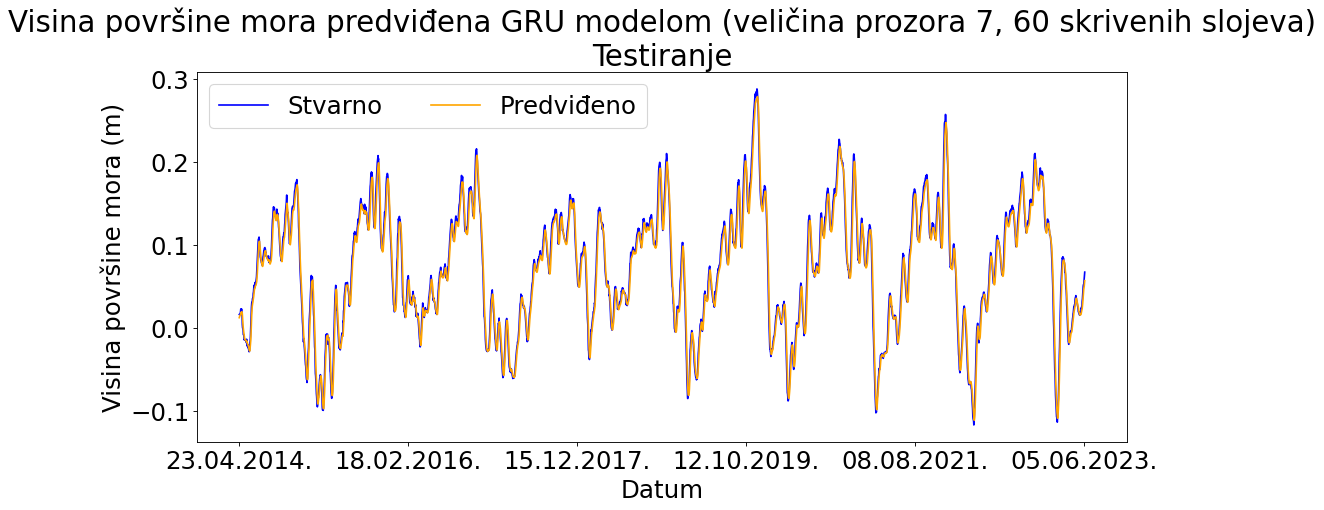 Visina površine mora predviđena GRU modelom (veličina prozora 7, 60 skrivenih slojeva)
Testiranje
Stvarno Predviđeno
Visina površine mora (m)
0.3
0.2
0.1
0.0
−0.1
23.04.2014. 18.02.2016. 15.12.2017. 12.10.2019. 08.08.2021. 05.06.2023.
Datum